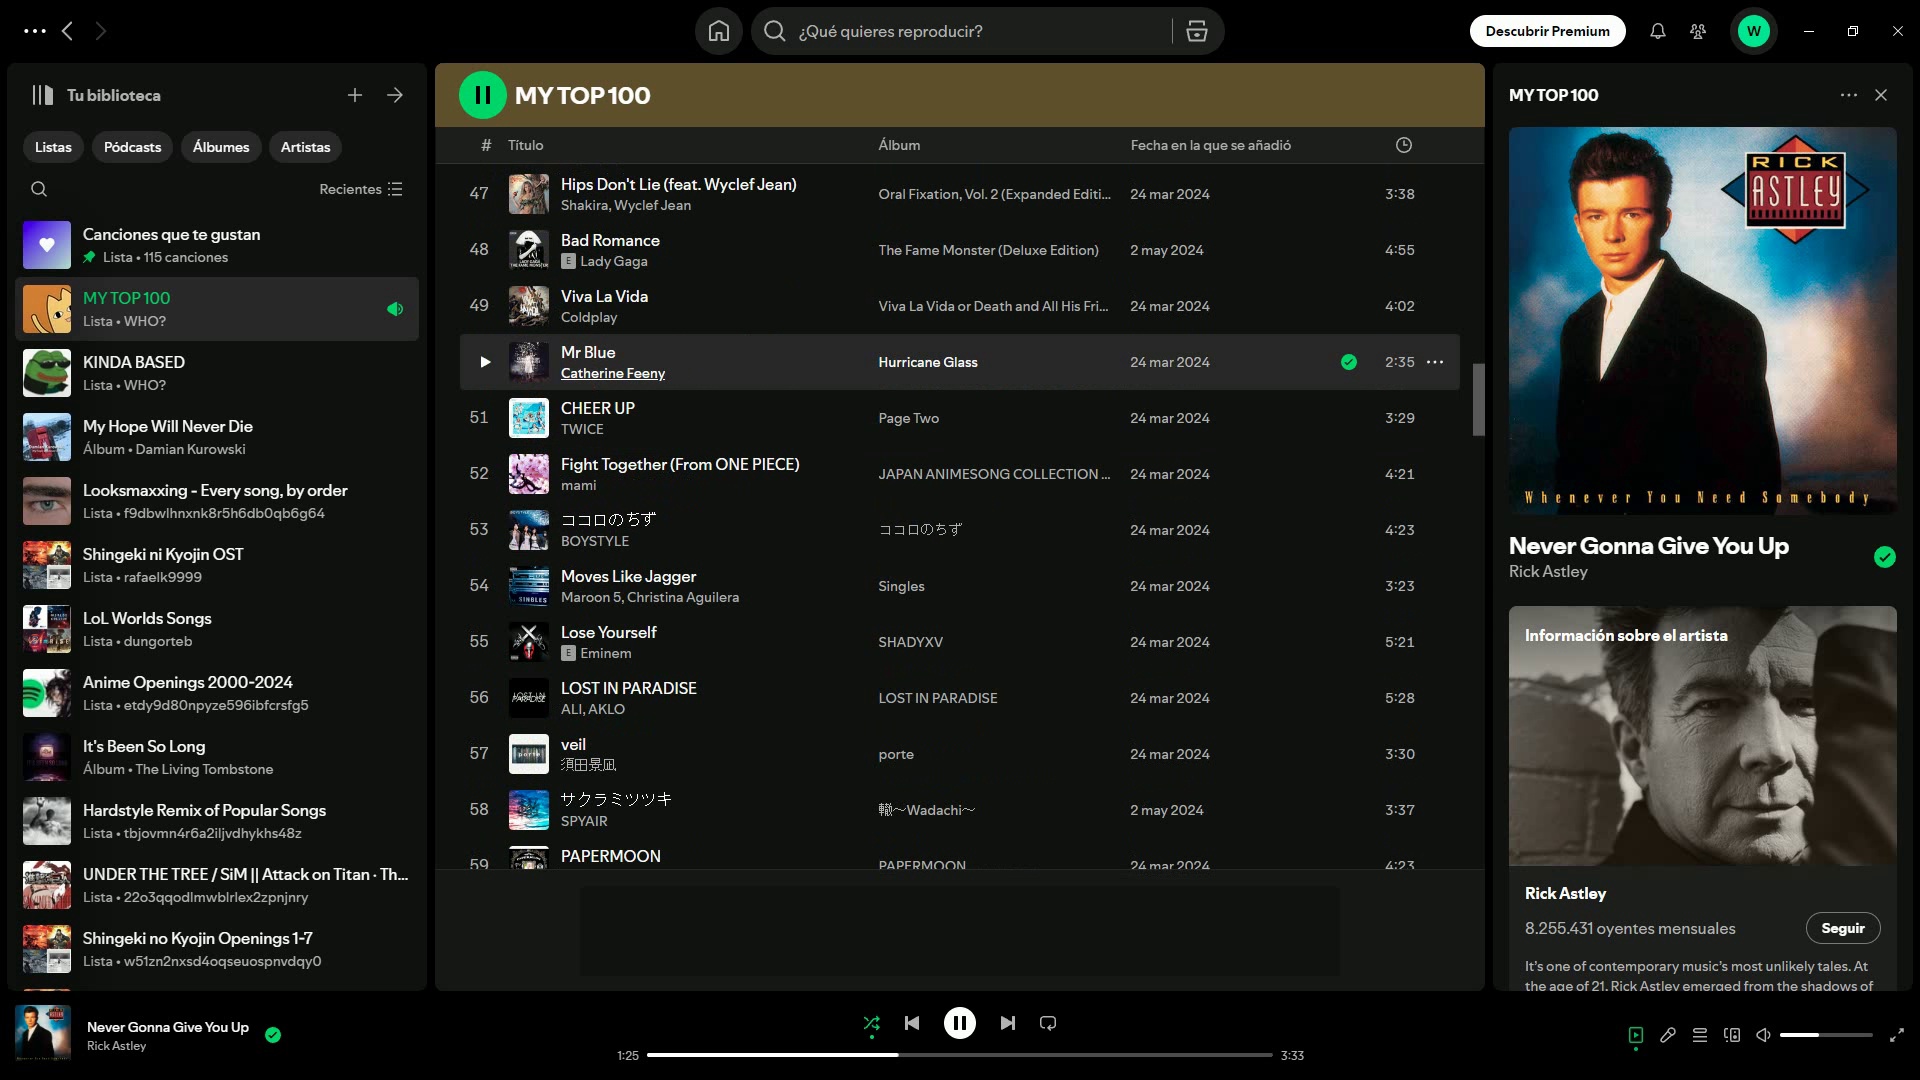 ¿Qué quieres reproducir?
Descubrir Premium
W
Tu biblioteca
Listas
Pódcasts
Álbumes
Artistas
Recientes
Canciones que te gustan
Lista • 115 canciones
MY TOP 100
Lista • WHO?
KINDA BASED
Lista • WHO?
My Hope Will Never Die
Álbum • Damian Kurowski
Looksmaxxing - Every song, by order
Lista • f9dbwlhnxnk8r5h6db0qb6g64
Shingeki ni Kyojin OST
Lista • rafaelk9999
LoL Worlds Songs
Lista • dungorteb
Anime Openings 2000-2024
Lista • etdy9d80npyze596ibfcrsfg5
It's Been So Long
Álbum • The Living Tombstone
Hardstyle Remix of Popular Songs
Lista • tbjovmn4r6a2iljvdhykhs48z
UNDER THE TREE / SiM || Attack on Titan · Th...
Lista • 22o3qqodlmwblrlex2zpnjnry
Shingeki no Kyojin Openings 1-7
Lista • w51zn2nxsd4oqseuospnvdqy0
MY TOP 100
# Título Álbum Fecha en la que se añadió
47 Hips Don't Lie (feat. Wyclef Jean) Oral Fixation, Vol. 2 (Expanded Editi... 24 mar 2024 3:38
Shakira, Wyclef Jean
48 Bad Romance The Fame Monster (Deluxe Edition) 2 may 2024 4:55
E Lady Gaga
49 Viva La Vida Viva La Vida or Death and All His Fri... 24 mar 2024 4:02
Coldplay
Mr Blue Hurricane Glass 24 mar 2024 2:35
Catherine Feeny
51 CHEER UP Page Two 24 mar 2024 3:29
TWICE
52 Fight Together (From ONE PIECE) JAPAN ANIMESONG COLLECTION ... 24 mar 2024 4:21
mami
53 ココロのちず ココロのちず 24 mar 2024 4:23
BOYSTYLE
54 Moves Like Jagger Singles 24 mar 2024 3:23
Maroon 5, Christina Aguilera
55 Lose Yourself SHADYXV 24 mar 2024 5:21
E Eminem
56 LOST IN PARADISE LOST IN PARADISE 24 mar 2024 5:28
ALI, AKLO
57 veil porte 24 mar 2024 3:30
須田景凪
58 サクラミツツキ 轍～Wadachi～ 2 may 2024 3:37
SPYAIR
59 PAPERMOON PAPERMOON 24 mar 2024 4:23
MY TOP 100
RICK
ASTLEY
Whenever You Need Somebody
Never Gonna Give You Up
Rick Astley
Información sobre el artista
Rick Astley
8.255.431 oyentes mensuales
Seguir
It's one of contemporary music's most unlikely tales. At
the age of 21, Rick Astley emerged from the shadows of
Never Gonna Give You Up
Rick Astley
1:25
3:33